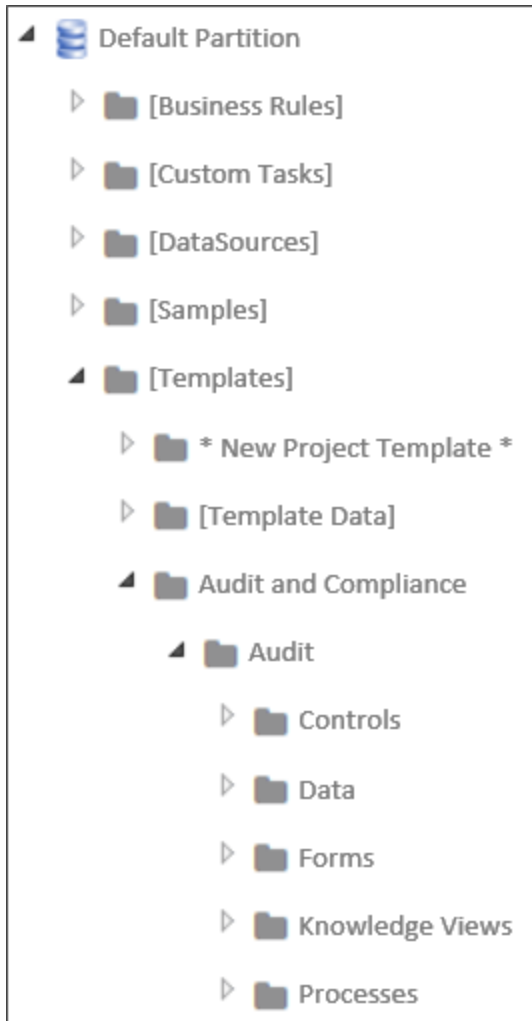 Default Partition
[Business Rules]
[Custom Tasks]
[DataSources]
[Samples]
[Templates]
* New Project Template *
[Template Data]
Audit and Compliance
Audit
Controls
Data
Forms
Knowledge Views
Processes